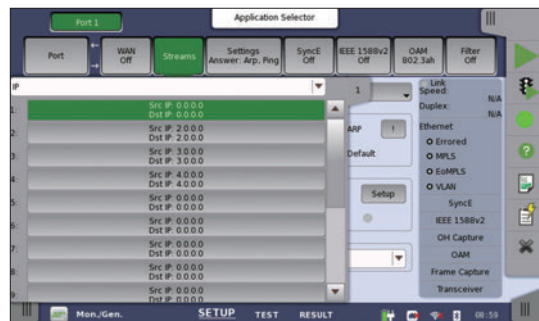 Port 1
Application Selector
Port
WAN Off
Streams
Settings Answer: Arp, Ping
SyncE Off
IEEE 1588v2 Off
OAM 802.3ah
Filter Off
IP
1
1: Src IP: 0.0.0.0
Dst IP: 0.0.0.0
2: Src IP: 2.0.0.0
Dst IP: 2.0.0.0
3: Src IP: 3.0.0.0
Dst IP: 3.0.0.0
4: Src IP: 4.0.0.0
Dst IP: 4.0.0.0
5: Src IP: 0.0.0.0
Dst IP: 0.0.0.0
6: Src IP: 0.0.0.0
Dst IP: 0.0.0.0
7: Src IP: 0.0.0.0
Dst IP: 0.0.0.0
8: Src IP: 0.0.0.0
Dst IP: 0.0.0.0
9: Src IP: 0.0.0.0
Dst IP: 0.0.0.0
ARP !
Default
Setup
Link
Speed:
N/A
Duplex:
N/A
Ethernet
Errored
MPLS
EoMPLS
VLAN
SyncE
IEEE 1588v2
OH Capture
OAM
Frame Capture
Transceiver
Mon./Gen. SETUP TEST RESULT 08:59